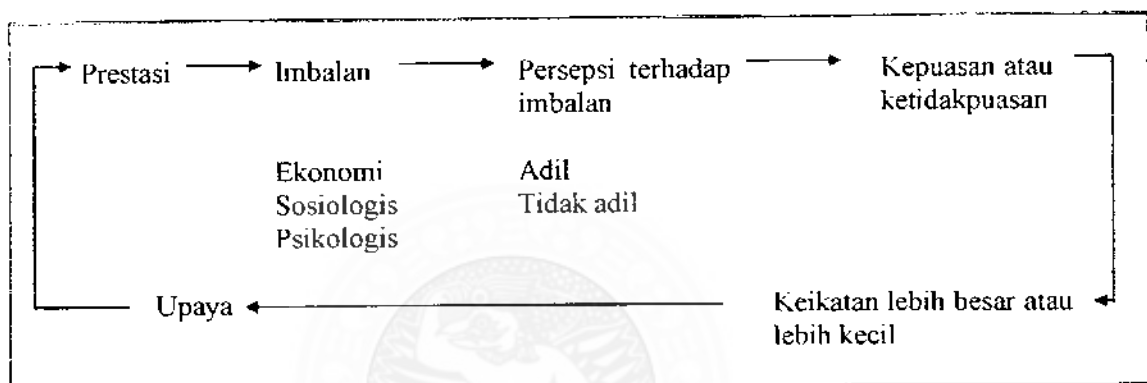 Prestasi Imbalan Persepsi terhadap Kepuasan atau
imbalan ketidakpuasan
Ekonomi Adil
Sosiologis Tidak adil
Psikologis
Upaya Keikatan lebih besar atau
lebih kecil